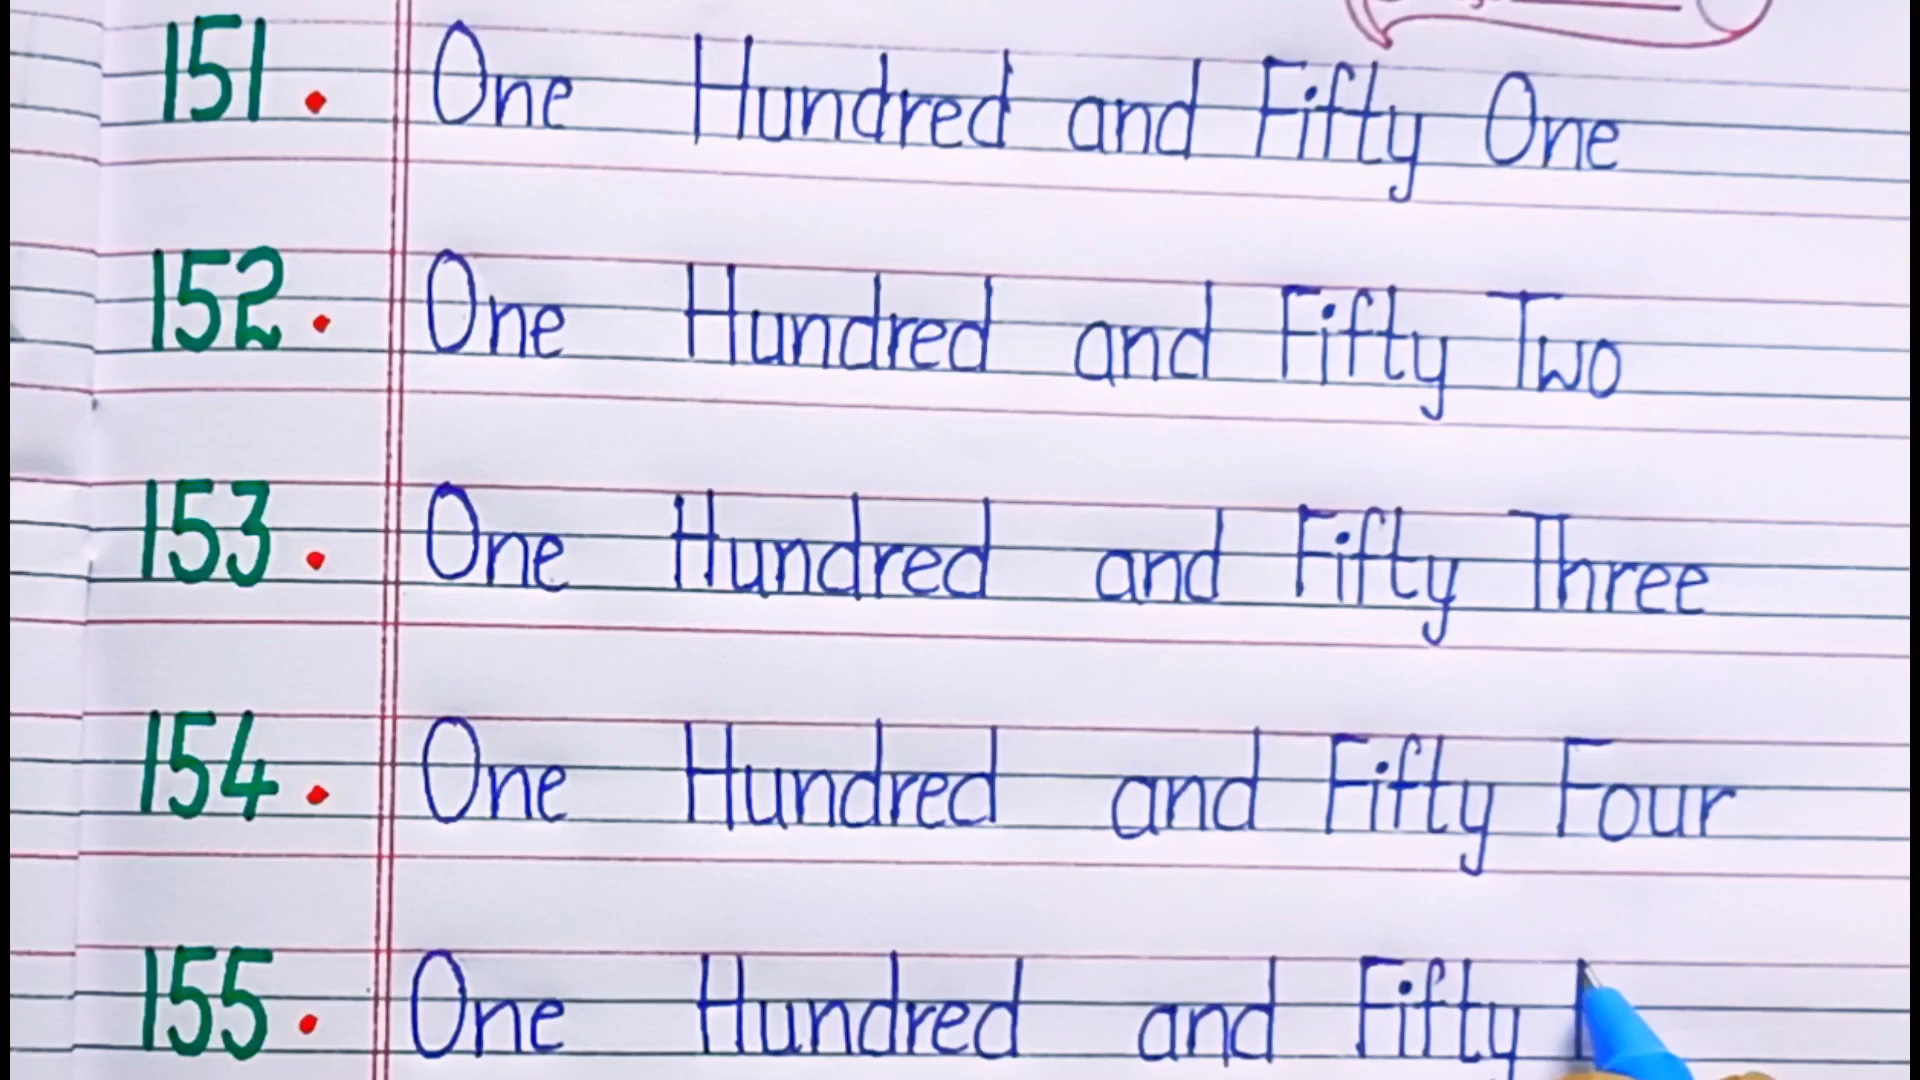 151. One Hundred and Fifty One
152. One Hundred and Fifty Two
153. One Hundred and Fifty Three
154. One Hundred and Fifty Four
155. One Hundred and Fifty